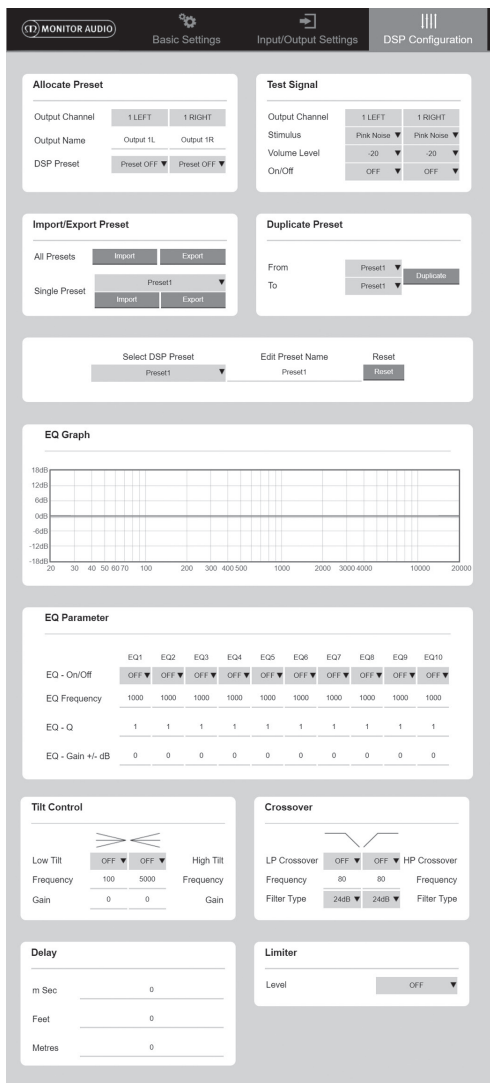 MONITOR AUDIO
Basic Settings
Input/Output Settings
DSP Configuration
Allocate Preset
Output Channel 1 LEFT 1 RIGHT
Output Name Output 1L Output 1R
DSP Preset Preset OFF Preset OFF
Test Signal
Output Channel 1 LEFT 1 RIGHT
Stimulus Pink Noise Pink Noise
Volume Level -20 -20
On/Off OFF OFF
Import/Export Preset
All Presets Import Export
Single Preset Preset1
Import Export
Duplicate Preset
From Preset1
To Preset1
Duplicate
Select DSP Preset Edit Preset Name Reset
Preset1 Preset1 Reset
EQ Graph
18dB
12dB
6dB
0dB
-6dB
-12dB
-18dB
20 30 40 50 60 70 100 200 300 400 500 1000 2000 3000 4000 10000 20000
EQ Parameter
EQ1 EQ2 EQ3 EQ4 EQ5 EQ6 EQ7 EQ8 EQ9 EQ10
EQ - On/Off OFF OFF OFF OFF OFF OFF OFF OFF OFF OFF
EQ Frequency 1000 1000 1000 1000 1000 1000 1000 1000 1000 1000
EQ - Q 1 1 1 1 1 1 1 1 1 1
EQ - Gain +/- dB 0 0 0 0 0 0 0 0 0 0
Tilt Control
Low Tilt OFF OFF High Tilt
Frequency 100 5000 Frequency
Gain 0 0 Gain
Crossover
LP Crossover OFF OFF HP Crossover
Frequency 80 80 Frequency
Filter Type 24dB 24dB Filter Type
Delay
m Sec 0
Feet 0
Metres 0
Limiter
Level OFF